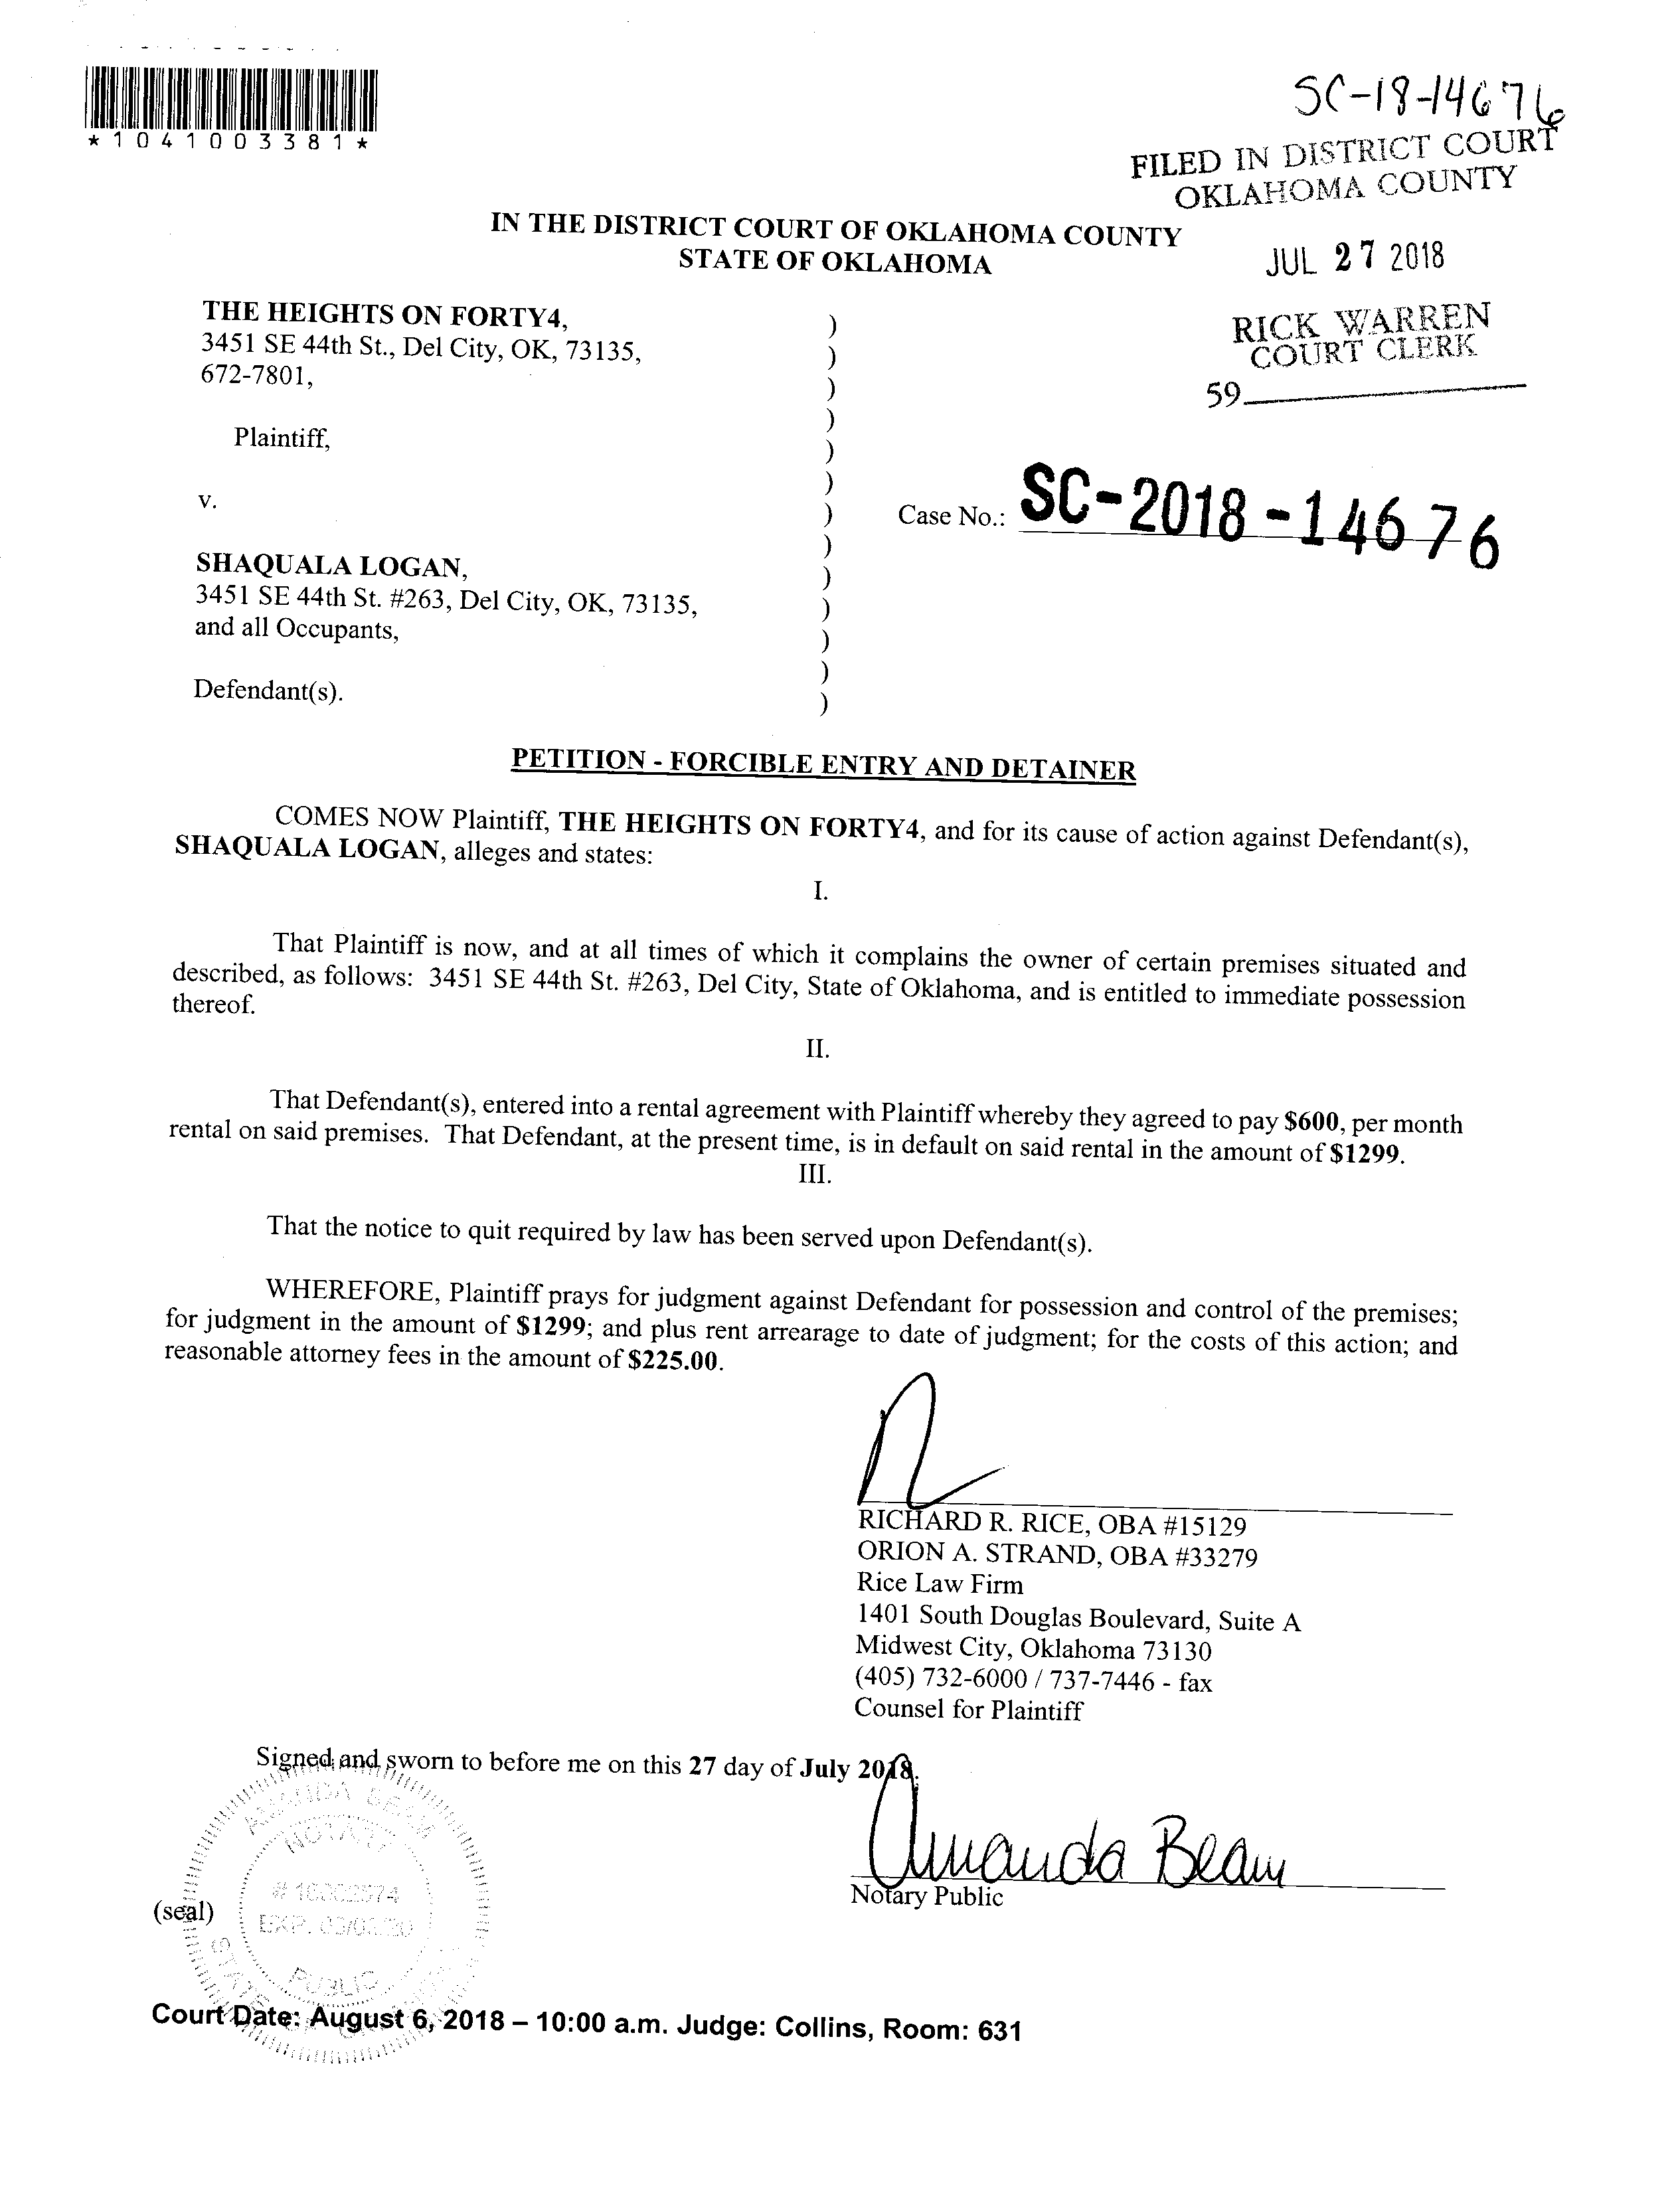 SC-18-14676
*1041003381*
FILED IN DISTRICT COURT
OKLAHOMA COUNTY
IN THE DISTRICT COURT OF OKLAHOMA COUNTY
STATE OF OKLAHOMA
JUL 27 2018
THE HEIGHTS ON FORTY4, )
3451 SE 44th St., Del City, OK, 73135, )
672-7801, )
RICK WARREN
COURT CLERK
59
)
Plaintiff, )
)
v. )
Case No.: SC-2018-14676
)
SHAQUALA LOGAN, )
3451 SE 44th St. #263, Del City, OK, 73135, )
and all Occupants, )
)
Defendant(s). )
PETITION - FORCIBLE ENTRY AND DETAINER
COMES NOW Plaintiff, THE HEIGHTS ON FORTY4, and for its cause of action against Defendant(s),
SHAQUALA LOGAN, alleges and states:
I.
That Plaintiff is now, and at all times of which it complains the owner of certain premises situated and
described, as follows: 3451 SE 44th St. #263, Del City, State of Oklahoma, and is entitled to immediate possession
thereof.
II.
That Defendant(s), entered into a rental agreement with Plaintiff whereby they agreed to pay $600, per month
rental on said premises. That Defendant, at the present time, is in default on said rental in the amount of $1299.
III.
That the notice to quit required by law has been served upon Defendant(s).
WHEREFORE, Plaintiff prays for judgment against Defendant for possession and control of the premises;
for judgment in the amount of $1299; and plus rent arrearage to date of judgment; for the costs of this action; and
reasonable attorney fees in the amount of $225.00.
RICHARD R. RICE, OBA #15129
ORION A. STRAND, OBA #33279
Rice Law Firm
1401 South Douglas Boulevard, Suite A
Midwest City, Oklahoma 73130
(405) 732-6000 / 737-7446 - fax
Counsel for Plaintiff
Signed and sworn to before me on this 27 day of July 2018.
AMANDA BEAM
NOTARY
Amanda Beam
Notary Public
(seal)
PUBLIC
STATE
Court Date: August 6, 2018 – 10:00 a.m. Judge: Collins, Room: 631